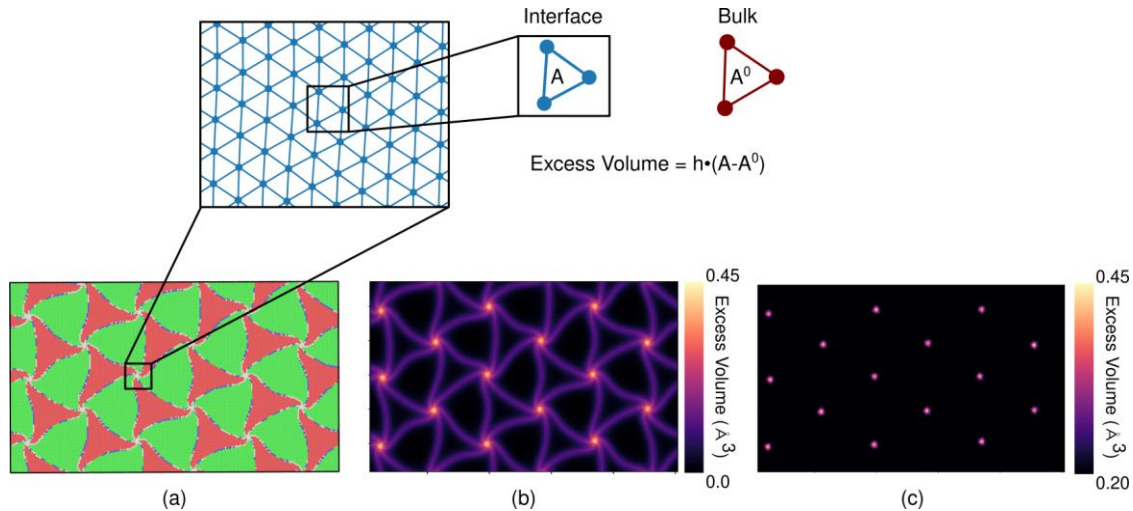 Interface
Bulk
A
A⁰
Excess Volume = h•(A-A⁰)
0.45
Excess Volume (Å³)
0.0
0.45
Excess Volume (Å³)
0.20
(a)
(b)
(c)